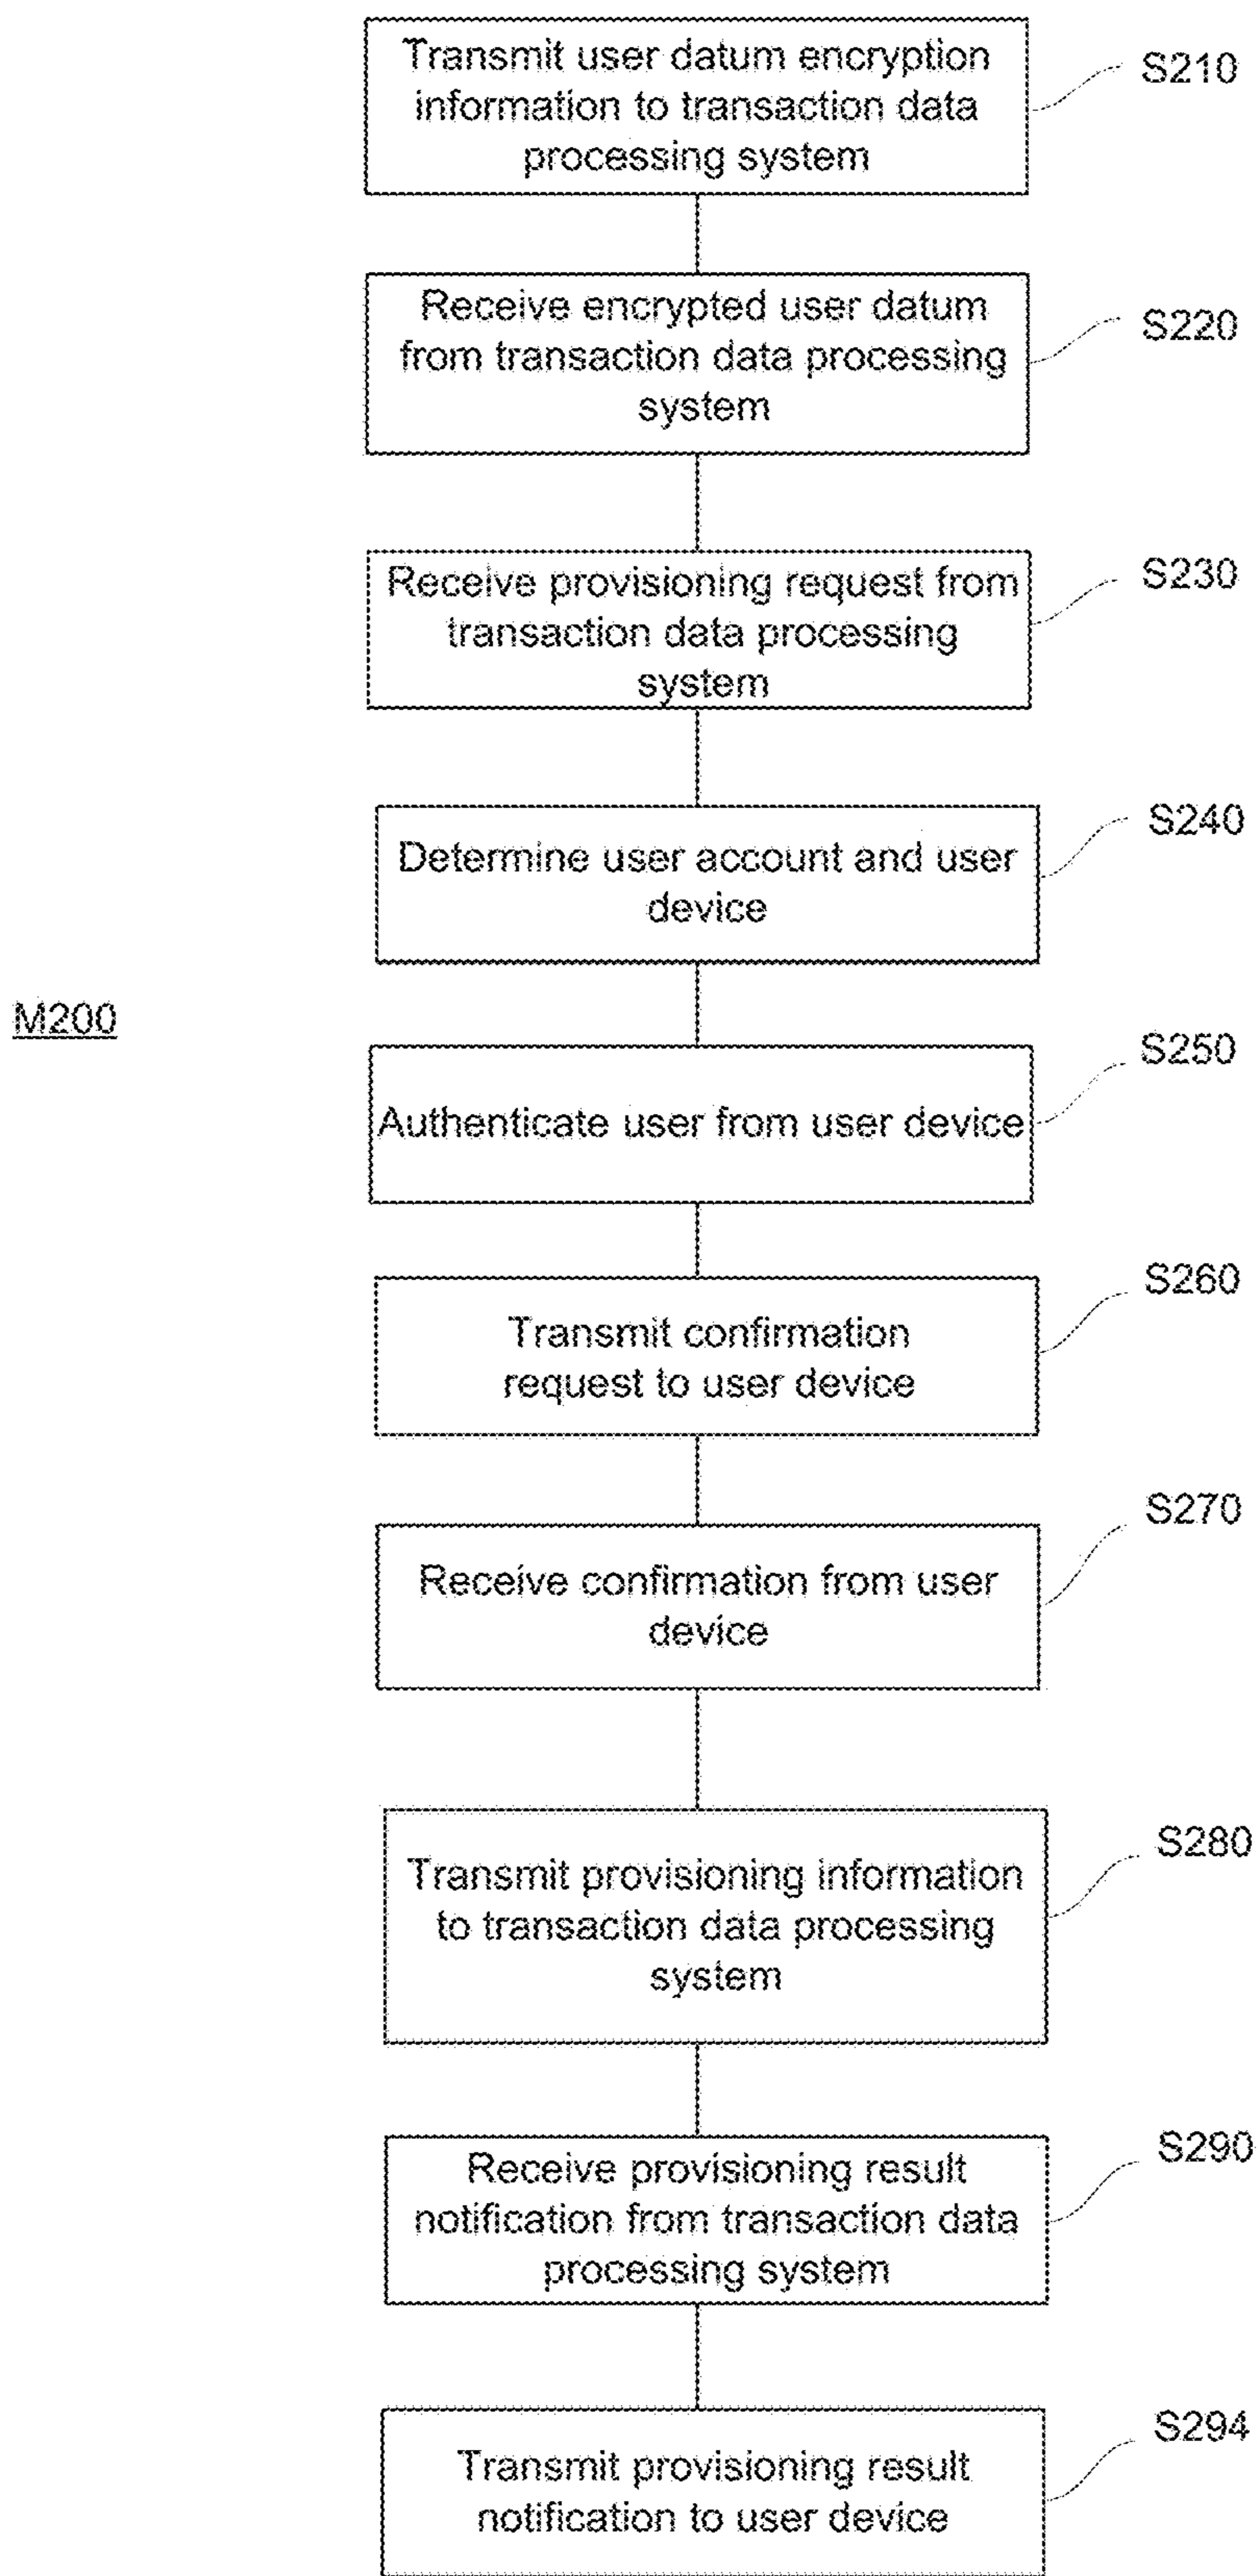 Transmit user datum encryption
information to transaction data
processing system
S210
Receive encrypted user datum
from transaction data processing
system
S220
Receive provisioning request from
transaction data processing
system
S230
Determine user account and user
device
S240
M200
Authenticate user from user device
S250
Transmit confirmation
request to user device
S260
Receive confirmation from user
device
S270
Transmit provisioning information
to transaction data processing
system
S280
Receive provisioning result
notification from transaction data
processing system
S290
Transmit provisioning result
notification to user device
S294